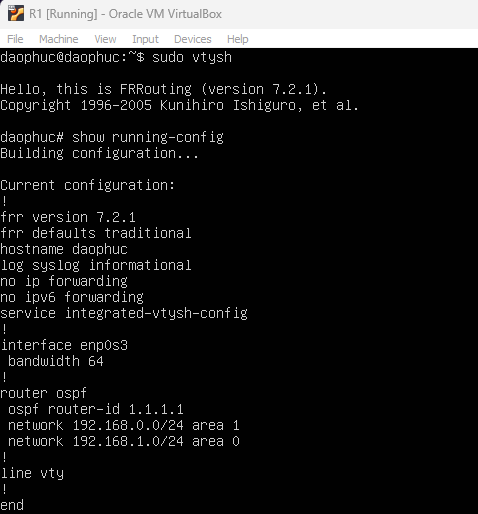 R1 [Running] - Oracle VM VirtualBox
File Machine View Input Devices Help
daophuc@daophuc:~$ sudo vtysh
Hello, this is FRRouting (version 7.2.1).
Copyright 1996-2005 Kunihiro Ishiguro, et al.
daophuc# show running-config
Building configuration...
Current configuration:
!
frr version 7.2.1
frr defaults traditional
hostname daophuc
log syslog informational
no ip forwarding
no ipv6 forwarding
service integrated-vtysh-config
!
interface enp0s3
 bandwidth 64
!
router ospf
 ospf router-id 1.1.1.1
 network 192.168.0.0/24 area 1
 network 192.168.1.0/24 area 0
!
line vty
!
end